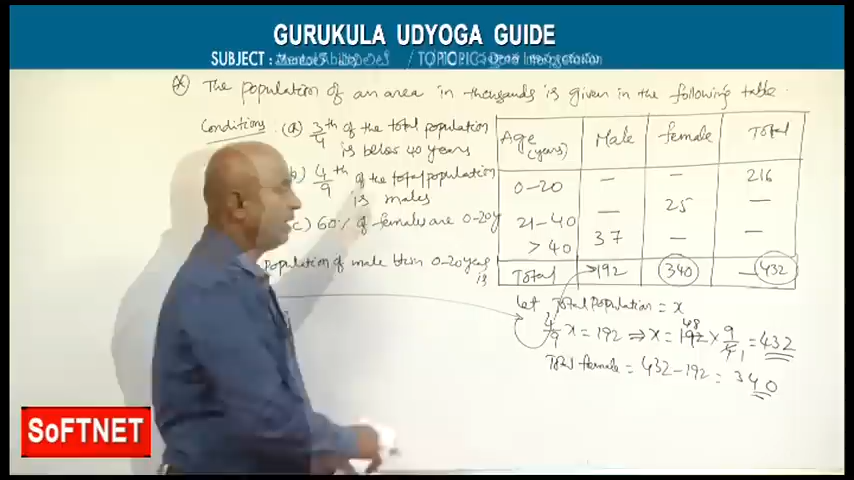 GURUKULA UDYOGA GUIDE
SUBJECT :
The population of an area in thousands is given in the following table.
Conditions (a) 3/4 th of the total population
is below 40 years
b) 4/9 th of the total population
is males
c) 60% of females are 0-20y
population of male btwn 0-20 years
is
Age (years) Male female Total
0-20 — — 216
21-40 — 25 —
> 40 37 — —
Total 192 340 432
let Total population = x
4/9 x = 192 ⇒ x = 192 48 × 9/4 1 = 432
Total female = 432 - 192 = 340
SoFTNET